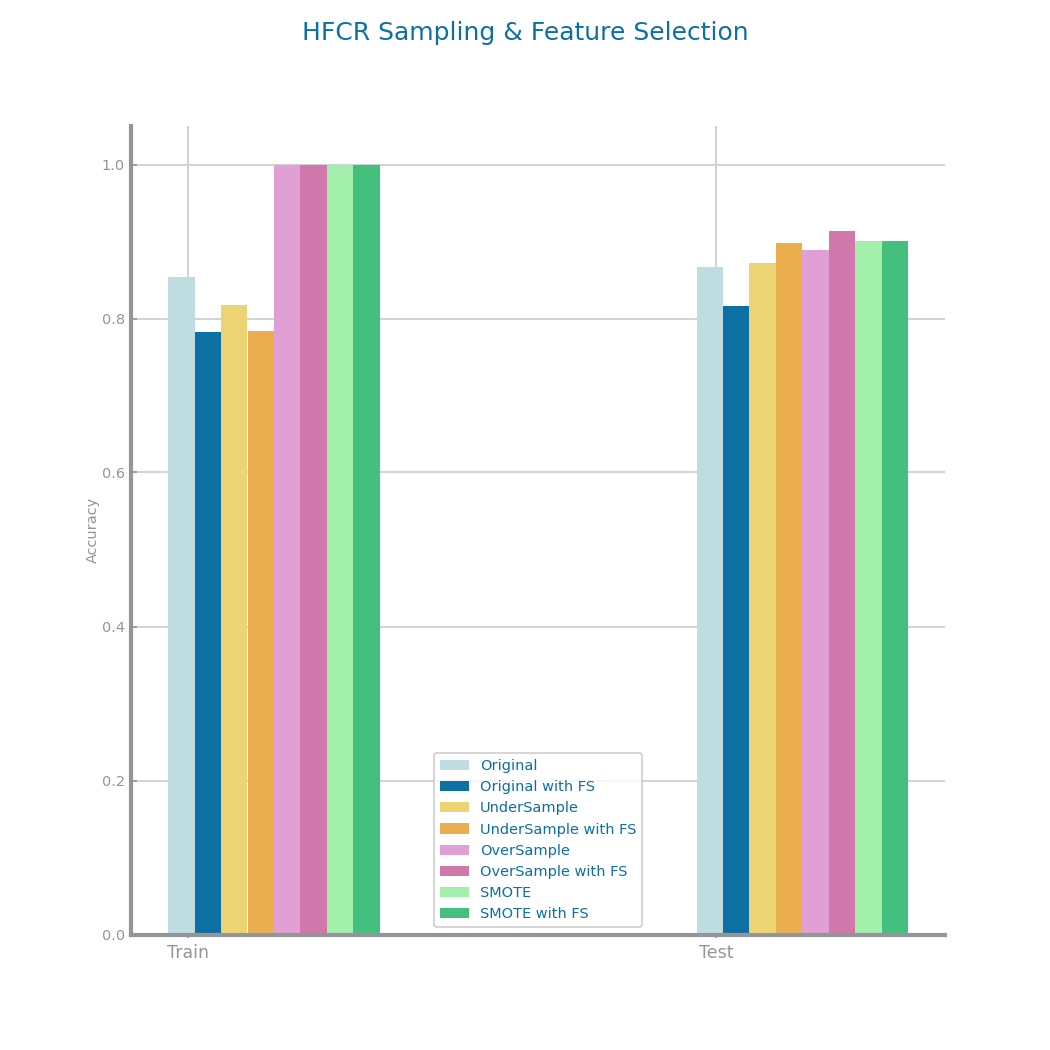 HFCR Sampling & Feature Selection
1.0
0.8
0.6
0.4
0.2
0.0
Accuracy
Train
Test
Original
Original with FS
UnderSample
UnderSample with FS
OverSample
OverSample with FS
SMOTE
SMOTE with FS